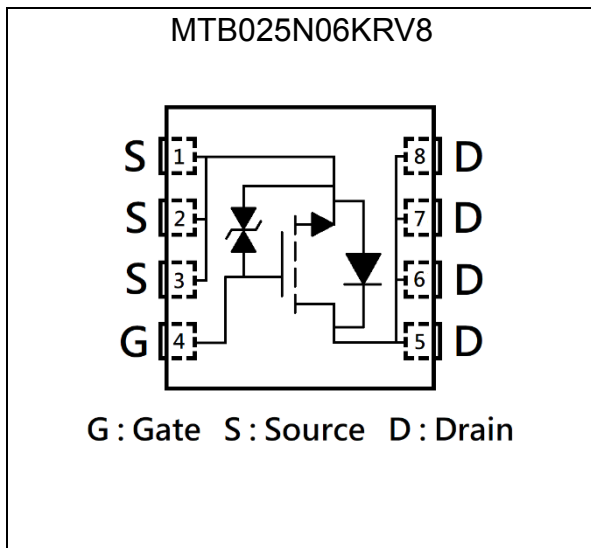 MTB025N06KRV8
S 1 8 D
S 2 7 D
S 3 6 D
G 4 5 D
G : Gate S : Source D : Drain